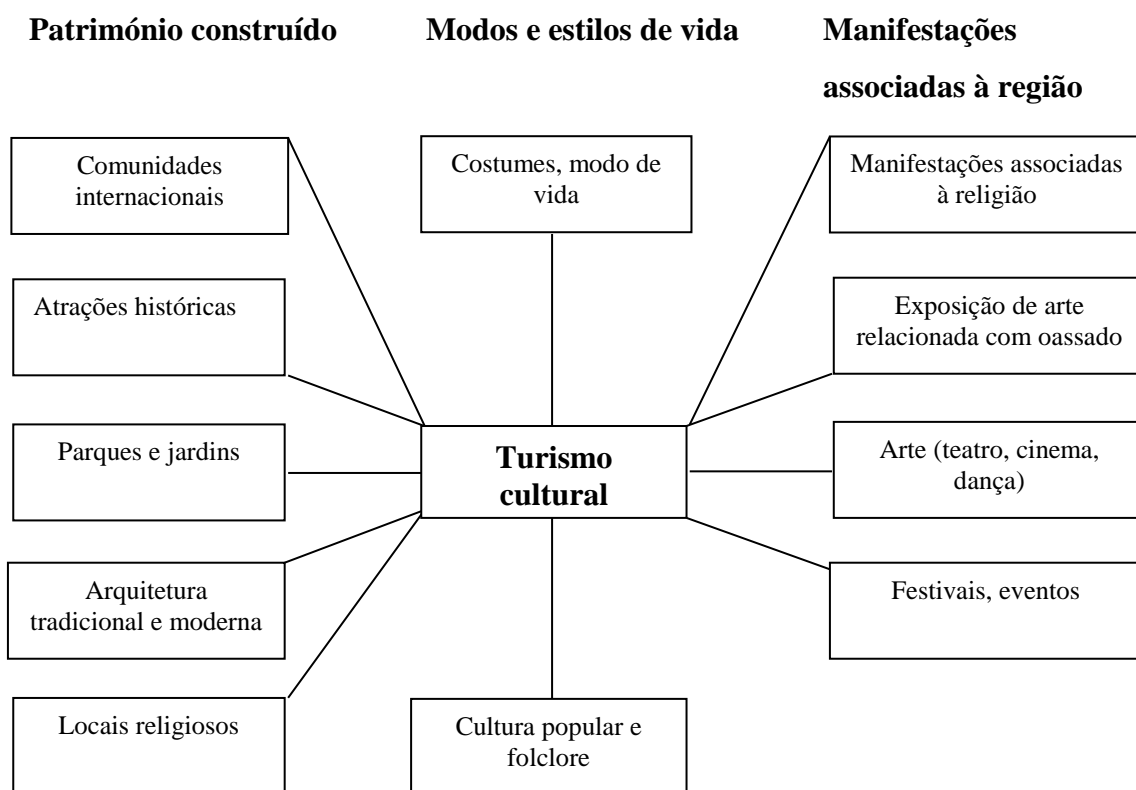 Património construído
Modos e estilos de vida
Manifestações
associadas à região
Comunidades
internacionais
Costumes, modo de
vida
Manifestações associadas
à religião
Atrações históricas
Exposição de arte
relacionada com oassado
Parques e jardins
Turismo
cultural
Arte (teatro, cinema,
dança)
Arquitetura
tradicional e moderna
Festivais, eventos
Locais religiosos
Cultura popular e
folclore